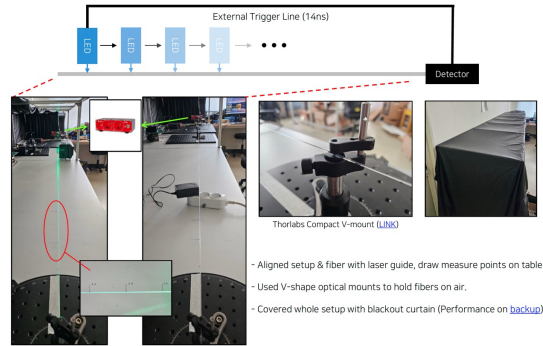 External Trigger Line (14ns)
LED
LED
LED
LED
Detector
Thorlabs Compact V-mount (LINK)
- Aligned setup & fiber with laser guide, draw measure points on table
- Used V-shape optical mounts to hold fibers on air.
- Covered whole setup with blackout curtain (Performance on backup)